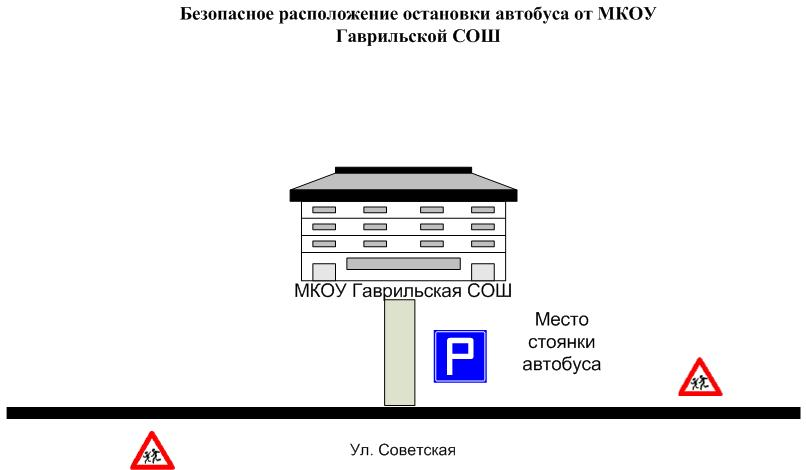 Безопасное расположение остановки автобуса от МКОУ
Гаврильской СОШ
МКОУ Гаврильская СОШ
P
Место
стоянки
автобуса
Ул. Советская